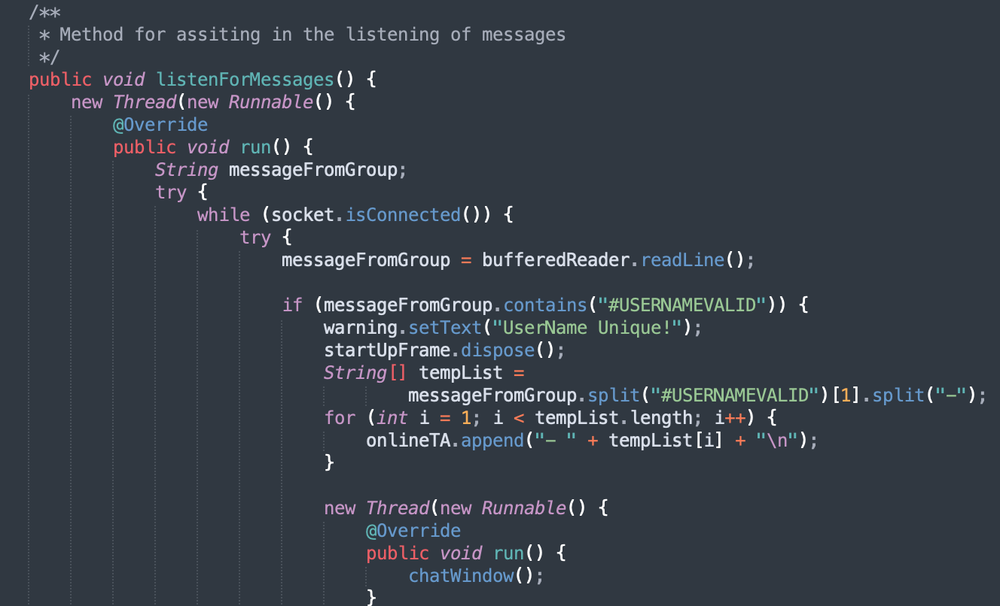 /**
 * Method for assiting in the listening of messages
 */
public void listenForMessages() {
    new Thread(new Runnable() {
        @Override
        public void run() {
            String messageFromGroup;
            try {
                while (socket.isConnected()) {
                    try {
                        messageFromGroup = bufferedReader.readLine();

                        if (messageFromGroup.contains("#USERNAMEVALID")) {
                            warning.setText("UserName Unique!");
                            startUpFrame.dispose();
                            String[] tempList =
                                    messageFromGroup.split("#USERNAMEVALID")[1].split("-");
                            for (int i = 1; i < tempList.length; i++) {
                                onlineTA.append("- " + tempList[i] + "\n");
                            }

                            new Thread(new Runnable() {
                                @Override
                                public void run() {
                                    chatWindow();
                                }